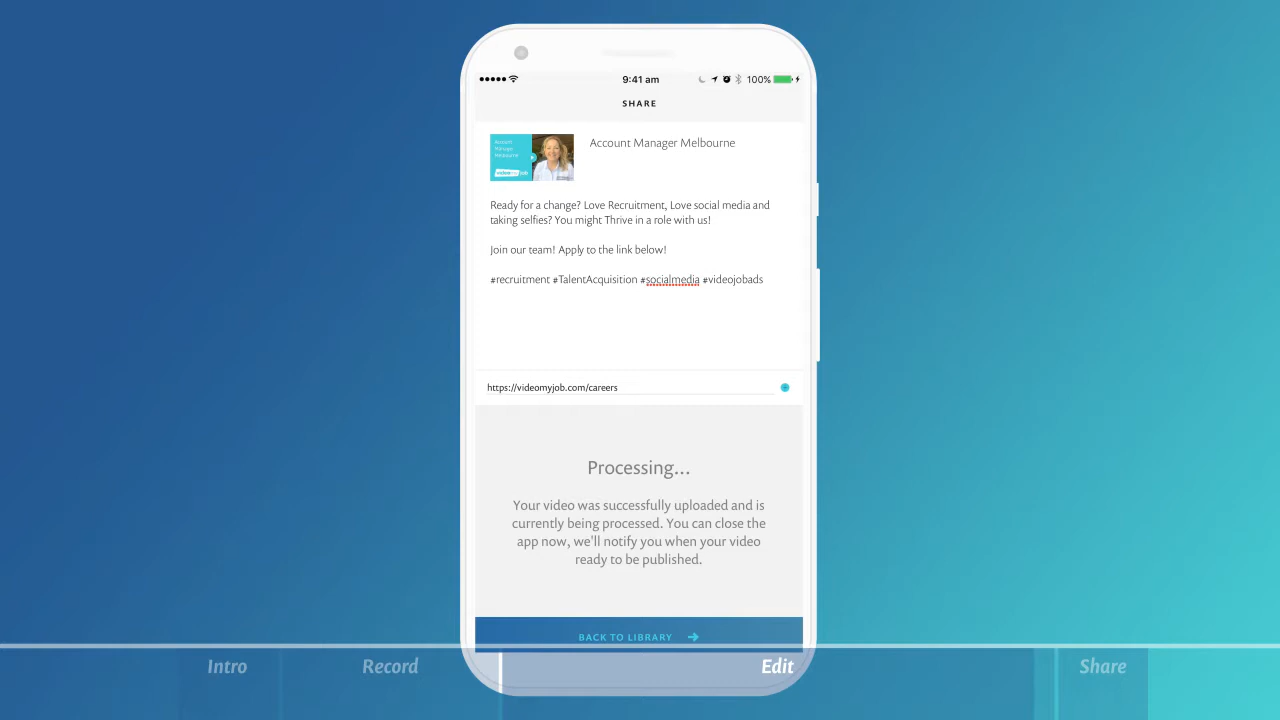 9:41 am
100%
SHARE
Account
Manager
Melbourne
videomyjob
Account Manager Melbourne
Ready for a change? Love Recruitment, Love social media and
taking selfies? You might Thrive in a role with us!
Join our team! Apply to the link below!
#recruitment #TalentAcquisition #socialmedia #videojobads
https://videomyjob.com/careers
Processing...
Your video was successfully uploaded and is
currently being processed. You can close the
app now, we'll notify you when your video
ready to be published.
BACK TO LIBRARY
Intro
Record
Edit
Share